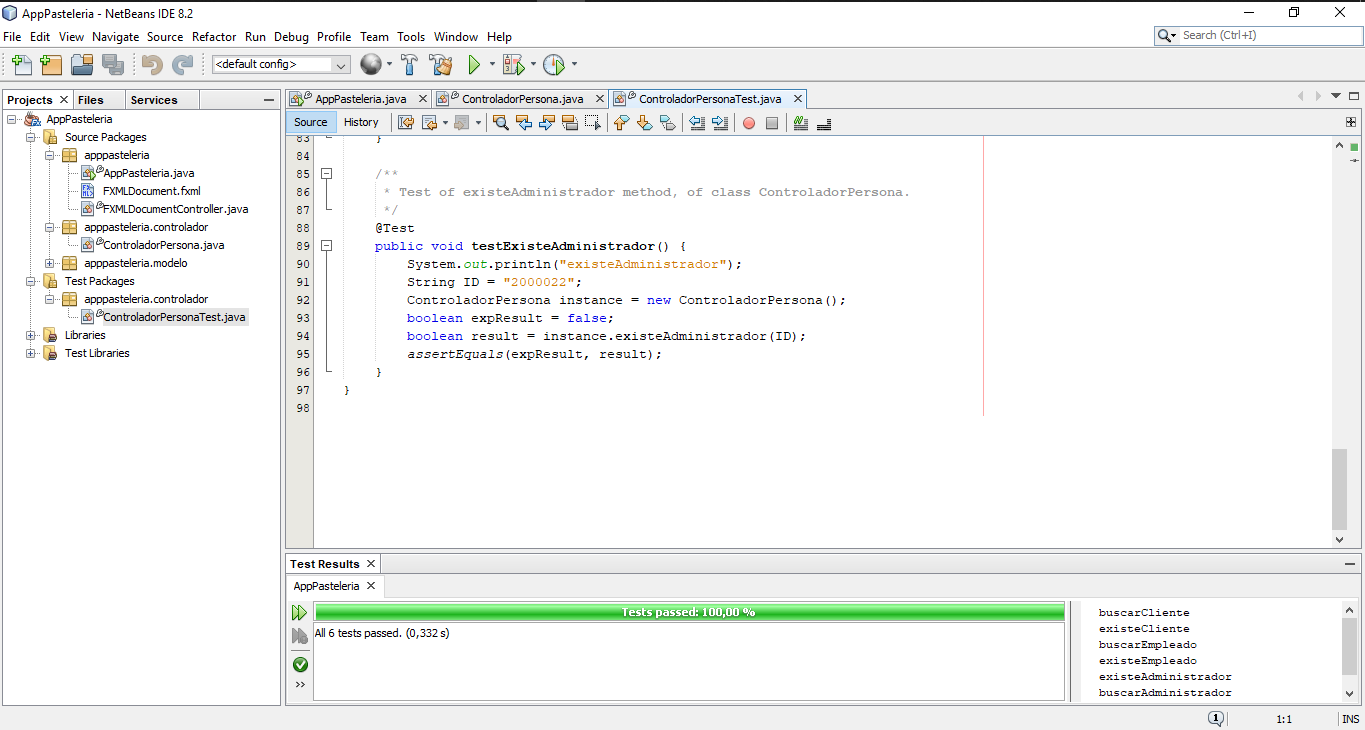 AppPasteleria - NetBeans IDE 8.2
File Edit View Navigate Source Refactor Run Debug Profile Team Tools Window Help
Search (Ctrl+I)
<default config>
Projects Files Services
AppPasteleria
Source Packages
apppasteleria
AppPasteleria.java
FXMLDocument.fxml
FXMLDocumentController.java
apppasteleria.controlador
ControladorPersona.java
apppasteleria.modelo
Test Packages
apppasteleria.controlador
ControladorPersonaTest.java
Libraries
Test Libraries
AppPasteleria.java ControladorPersona.java ControladorPersonaTest.java
Source History
83 }
84
85 /**
86 * Test of existeAdministrador method, of class ControladorPersona.
87 */
88 @Test
89 public void testExisteAdministrador() {
90 System.out.println("existeAdministrador");
91 String ID = "2000022";
92 ControladorPersona instance = new ControladorPersona();
93 boolean expResult = false;
94 boolean result = instance.existeAdministrador(ID);
95 assertEquals(expResult, result);
96 }
97 }
98
Test Results
AppPasteleria
Tests passed: 100,00 %
All 6 tests passed. (0,332 s)
buscarCliente
existeCliente
buscarEmpleado
existeEmpleado
existeAdministrador
buscarAdministrador
1 1:1 INS